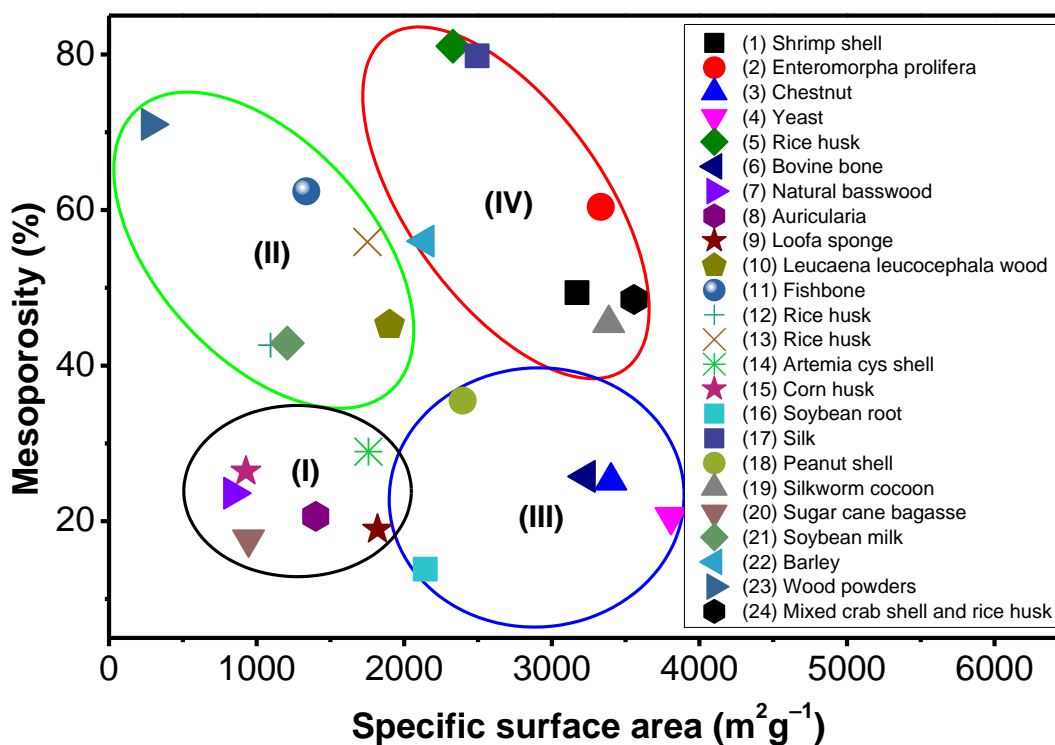 80
60
40
20
0
1000
2000
3000
4000
5000
6000
Mesoporosity (%)
Specific surface area (m²g⁻¹)
(I)
(II)
(III)
(IV)
(1) Shrimp shell
(2) Enteromorpha prolifera
(3) Chestnut
(4) Yeast
(5) Rice husk
(6) Bovine bone
(7) Natural basswood
(8) Auricularia
(9) Loofa sponge
(10) Leucaena leucocephala wood
(11) Fishbone
(12) Rice husk
(13) Rice husk
(14) Artemia cys shell
(15) Corn husk
(16) Soybean root
(17) Silk
(18) Peanut shell
(19) Silkworm cocoon
(20) Sugar cane bagasse
(21) Soybean milk
(22) Barley
(23) Wood powders
(24) Mixed crab shell and rice husk